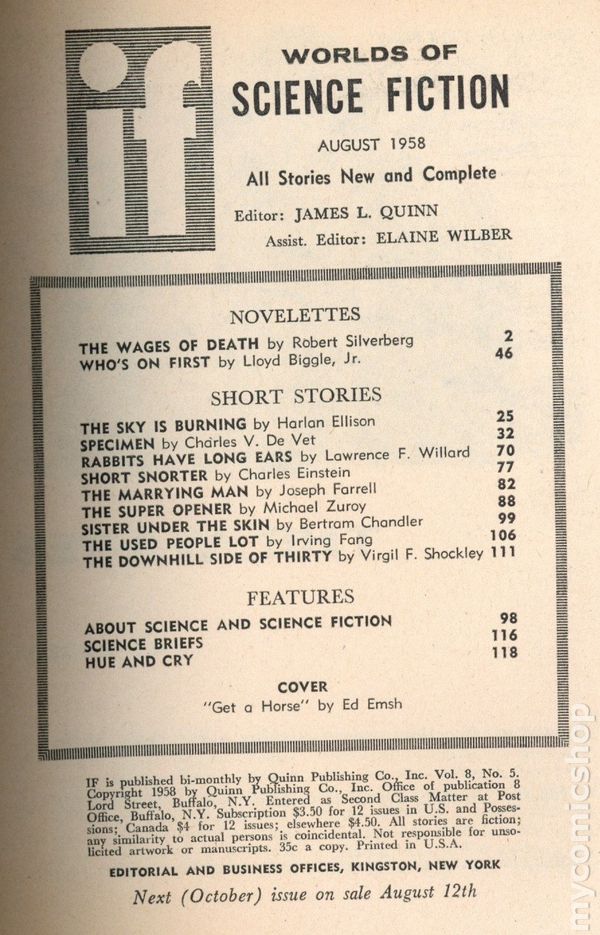 if
WORLDS OF
SCIENCE FICTION
AUGUST 1958
All Stories New and Complete
Editor: JAMES L. QUINN
Assist. Editor: ELAINE WILBER
NOVELETTES
THE WAGES OF DEATH by Robert Silverberg 2
WHO'S ON FIRST by Lloyd Biggle, Jr. 46
SHORT STORIES
THE SKY IS BURNING by Harlan Ellison 25
SPECIMEN by Charles V. De Vet 32
RABBITS HAVE LONG EARS by Lawrence F. Willard 70
SHORT SNORTER by Charles Einstein 77
THE MARRYING MAN by Joseph Farrell 82
THE SUPER OPENER by Michael Zuroy 88
SISTER UNDER THE SKIN by Bertram Chandler 99
THE USED PEOPLE LOT by Irving Fang 106
THE DOWNHILL SIDE OF THIRTY by Virgil F. Shockley 111
FEATURES
ABOUT SCIENCE AND SCIENCE FICTION 98
SCIENCE BRIEFS 116
HUE AND CRY 118
COVER
"Get a Horse" by Ed Emsh
IF is published bi-monthly by Quinn Publishing Co., Inc. Vol. 8, No. 5.
Copyright 1958 by Quinn Publishing Co., Inc. Office of publication 8
Lord Street, Buffalo, N.Y. Entered as Second Class Matter at Post
Office, Buffalo, N.Y. Subscription $3.50 for 12 issues in U.S. and Posses-
sions; Canada $4 for 12 issues; elsewhere $4.50. All stories are fiction;
any similarity to actual persons is coincidental. Not responsible for unso-
licited artwork or manuscripts. 35c a copy. Printed in U.S.A.
EDITORIAL AND BUSINESS OFFICES, KINGSTON, NEW YORK
Next (October) issue on sale August 12th
mycomicshop